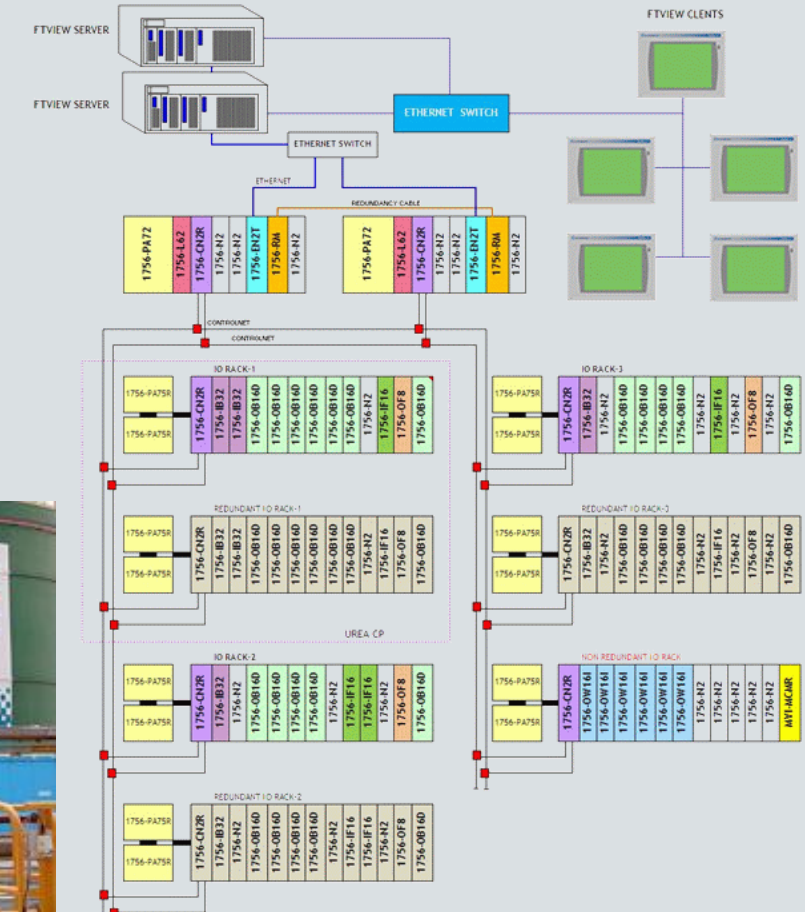 FTVIEW SERVER
FTVIEW CLENTS
FTVIEW SERVER
ETHERNET SWITCH
ETHERNET SWITCH
ETHERNET
REDUNDANCY CABLE
1756-PA72
1756-L62
1756-CN2R
1756-N2
1756-N2
1756-EN2T
1756-RM
1756-N2
1756-PA72
1756-L62
1756-CN2R
1756-N2
1756-N2
1756-EN2T
1756-RM
1756-N2
CONTROLNET
CONTROLNET
IO RACK-1
1756-PA75R
1756-PA75R
1756-CN2R
1756-IB32
1756-IB32
1756-OB16D
1756-OB16D
1756-OB16D
1756-OB16D
1756-OB16D
1756-OB16D
1756-N2
1756-IF16
1756-OF8
1756-OB16D
IO RACK-3
1756-PA75R
1756-PA75R
1756-CN2R
1756-IB32
1756-N2
1756-OB16D
1756-OB16D
1756-OB16D
1756-OB16D
1756-N2
1756-IF16
1756-N2
1756-OF8
1756-N2
1756-OB16D
REDUNDANT IO RACK-1
1756-PA75R
1756-PA75R
1756-CN2R
1756-IB32
1756-IB32
1756-OB16D
1756-OB16D
1756-OB16D
1756-OB16D
1756-OB16D
1756-OB16D
1756-N2
1756-IF16
1756-OF8
1756-OB16D
UREA CP
REDUNDANT IO RACK-3
1756-PA75R
1756-PA75R
1756-CN2R
1756-IB32
1756-N2
1756-OB16D
1756-OB16D
1756-OB16D
1756-OB16D
1756-N2
1756-IF16
1756-N2
1756-OF8
1756-N2
1756-OB16D
IO RACK-2
1756-PA75R
1756-PA75R
1756-CN2R
1756-IB32
1756-N2
1756-OB16D
1756-OB16D
1756-OB16D
1756-OB16D
1756-N2
1756-IF16
1756-IF16
1756-N2
1756-OF8
1756-OB16D
NON REDUNDANT IO RACK
1756-PA75R
1756-PA75R
1756-CN2R
1756-OW16I
1756-OW16I
1756-OW16I
1756-OW16I
1756-OW16I
1756-OW16I
1756-N2
1756-N2
1756-N2
1756-N2
1756-N2
MVI-MCMR
REDUNDANT IO RACK-2
1756-PA75R
1756-PA75R
1756-CN2R
1756-IB32
1756-N2
1756-OB16D
1756-OB16D
1756-OB16D
1756-OB16D
1756-N2
1756-IF16
1756-IF16
1756-N2
1756-OF8
1756-OB16D